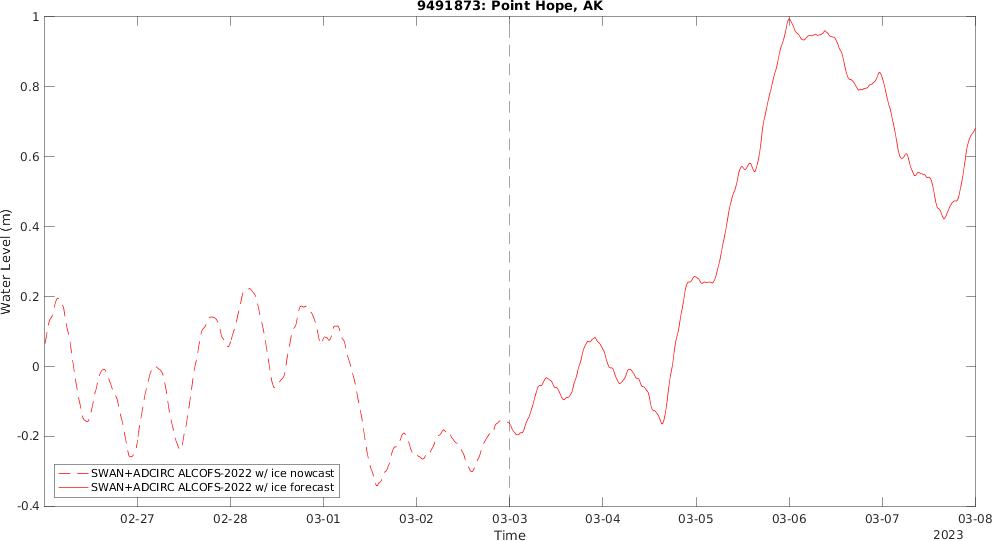 9491873: Point Hope, AK
1
0.8
0.6
0.4
0.2
0
-0.2
-0.4
Water Level (m)
SWAN+ADCIRC ALCOFS-2022 w/ ice nowcast
SWAN+ADCIRC ALCOFS-2022 w/ ice forecast
02-27 02-28 03-01 03-02 03-03 03-04 03-05 03-06 03-07 03-08
Time
2023